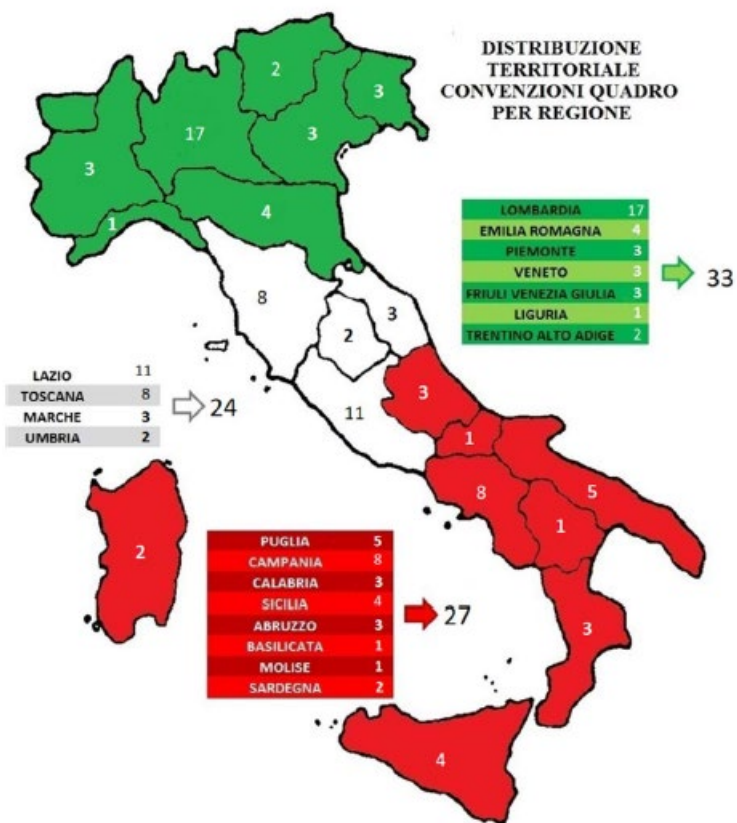 DISTRIBUZIONE
TERRITORIALE
CONVENZIONI QUADRO
PER REGIONE
2
3
17
3
3
1
4
8
3
2
11
3
1
8
5
1
2
3
4
LOMBARDIA 17
EMILIA ROMAGNA 4
PIEMONTE 3
VENETO 3
FRIULI VENEZIA GIULIA 3
LIGURIA 1
TRENTINO ALTO ADIGE 2
33
LAZIO 11
TOSCANA 8
MARCHE 3
UMBRIA 2
24
PUGLIA 5
CAMPANIA 8
CALABRIA 3
SICILIA 4
ABRUZZO 3
BASILICATA 1
MOLISE 1
SARDEGNA 2
27